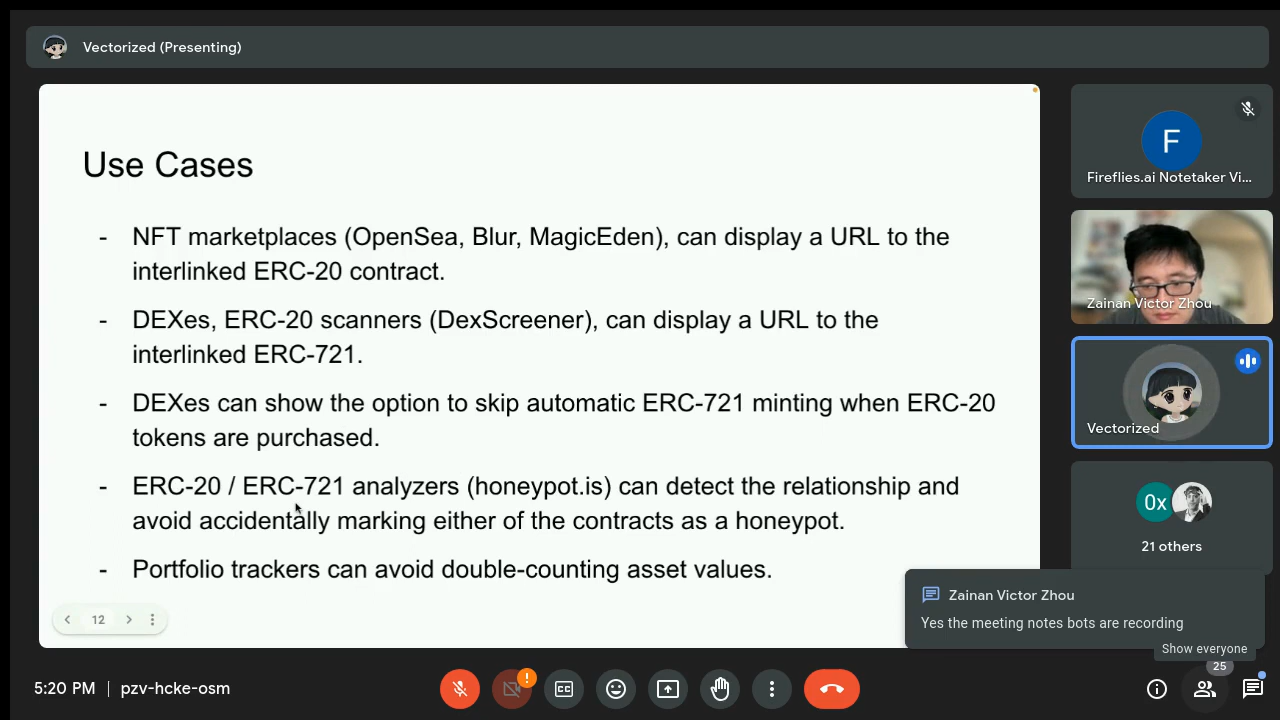 Vectorized (Presenting)
Use Cases
- NFT marketplaces (OpenSea, Blur, MagicEden), can display a URL to the
interlinked ERC-20 contract.
- DEXes, ERC-20 scanners (DexScreener), can display a URL to the
interlinked ERC-721.
- DEXes can show the option to skip automatic ERC-721 minting when ERC-20
tokens are purchased.
- ERC-20 / ERC-721 analyzers (honeypot.is) can detect the relationship and
avoid accidentally marking either of the contracts as a honeypot.
- Portfolio trackers can avoid double-counting asset values.
12
F
Fireflies.ai Notetaker Vi...
Zainan Victor Zhou
Vectorized
0x
21 others
Zainan Victor Zhou
Yes the meeting notes bots are recording
Show everyone
25
5:20 PM | pzv-hcke-osm
CC
!